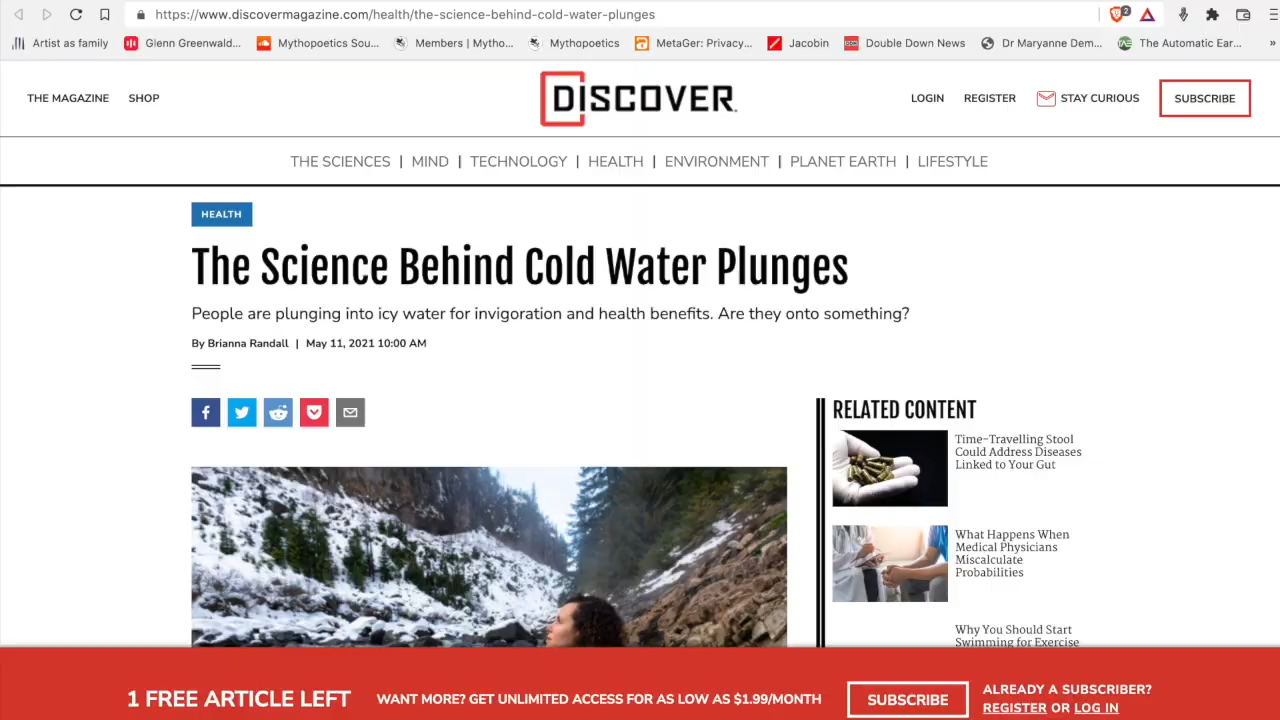 https://www.discovermagazine.com/health/the-science-behind-cold-water-plunges
2
Artist as family
Glenn Greenwald...
Mythopoetics Sou...
Members | Mytho...
Mythopoetics
MetaGer: Privacy...
Jacobin
Double Down News
Dr Maryanne Dem...
The Automatic Ear...
»
THE MAGAZINE
SHOP
DISCOVER.
LOGIN
REGISTER
STAY CURIOUS
SUBSCRIBE
THE SCIENCES | MIND | TECHNOLOGY | HEALTH | ENVIRONMENT | PLANET EARTH | LIFESTYLE
HEALTH
The Science Behind Cold Water Plunges
People are plunging into icy water for invigoration and health benefits. Are they onto something?
By Brianna Randall | May 11, 2021 10:00 AM
RELATED CONTENT
Time-Travelling Stool
Could Address Diseases
Linked to Your Gut
What Happens When
Medical Physicians
Miscalculate
Probabilities
Why You Should Start
Swimming for Exercise
1 FREE ARTICLE LEFT
WANT MORE? GET UNLIMITED ACCESS FOR AS LOW AS $1.99/MONTH
SUBSCRIBE
ALREADY A SUBSCRIBER?
REGISTER OR LOG IN